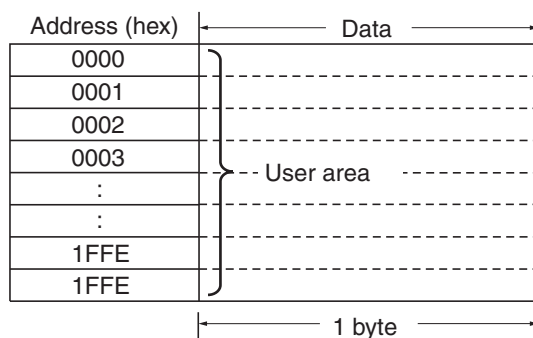 Address (hex) Data
0000
0001
0002
0003
User area
:
:
1FFE
1FFE
1 byte